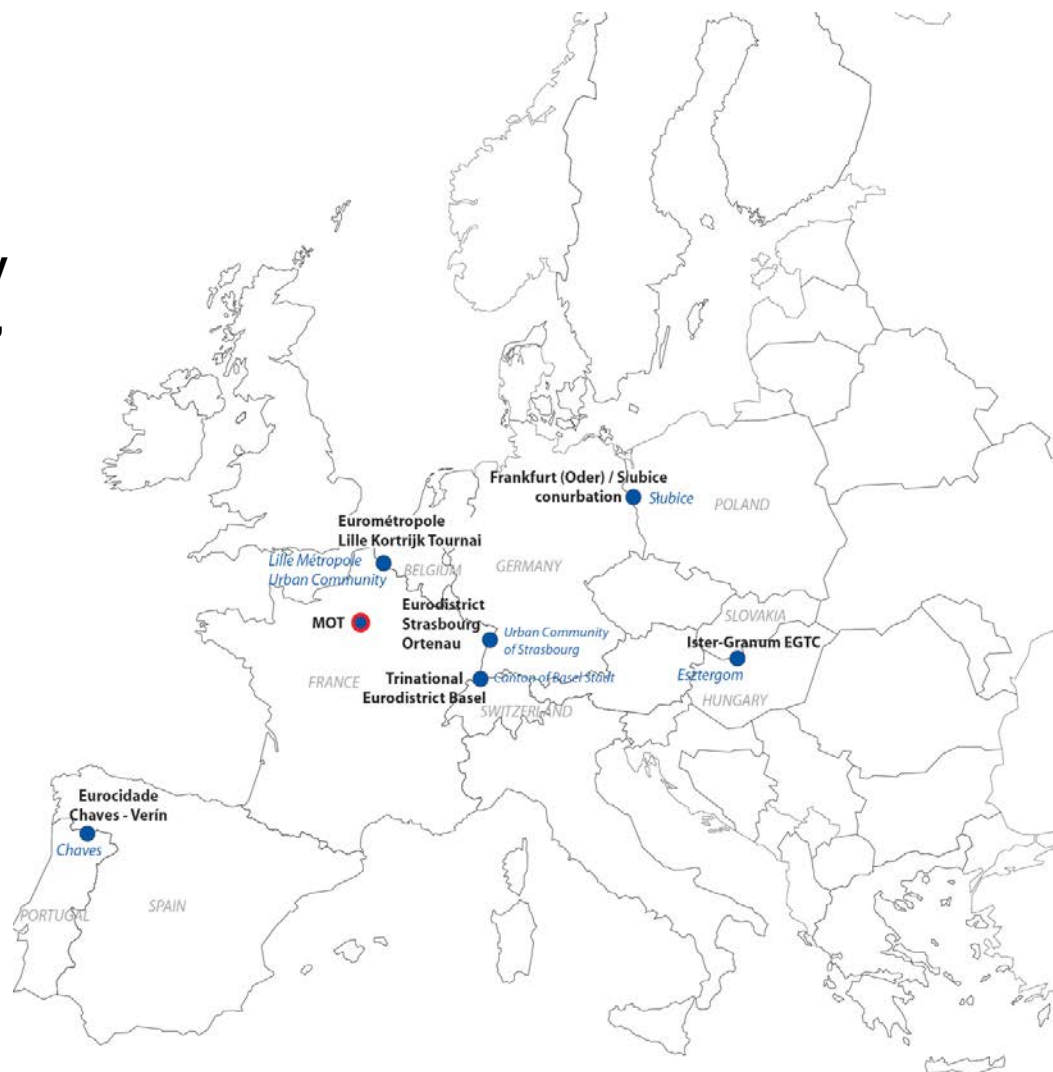 y
,
Frankfurt (Oder) / Słubice
conurbation
Słubice
POLAND
Eurométropole
Lille Kortrijk Tournai
Lille Métropole
Urban Community
BELGIUM
GERMANY
SLOVAKIA
MOT
Eurodistrict
Strasbourg
Ortenau
Urban Community
of Strasbourg
Ister-Granum EGTC
Esztergom
HUNGARY
FRANCE
Trinational
Eurodistrict Basel
Canton of Basel Stadt
SWITZERLAND
Eurocidade
Chaves - Verín
Chaves
PORTUGAL
SPAIN